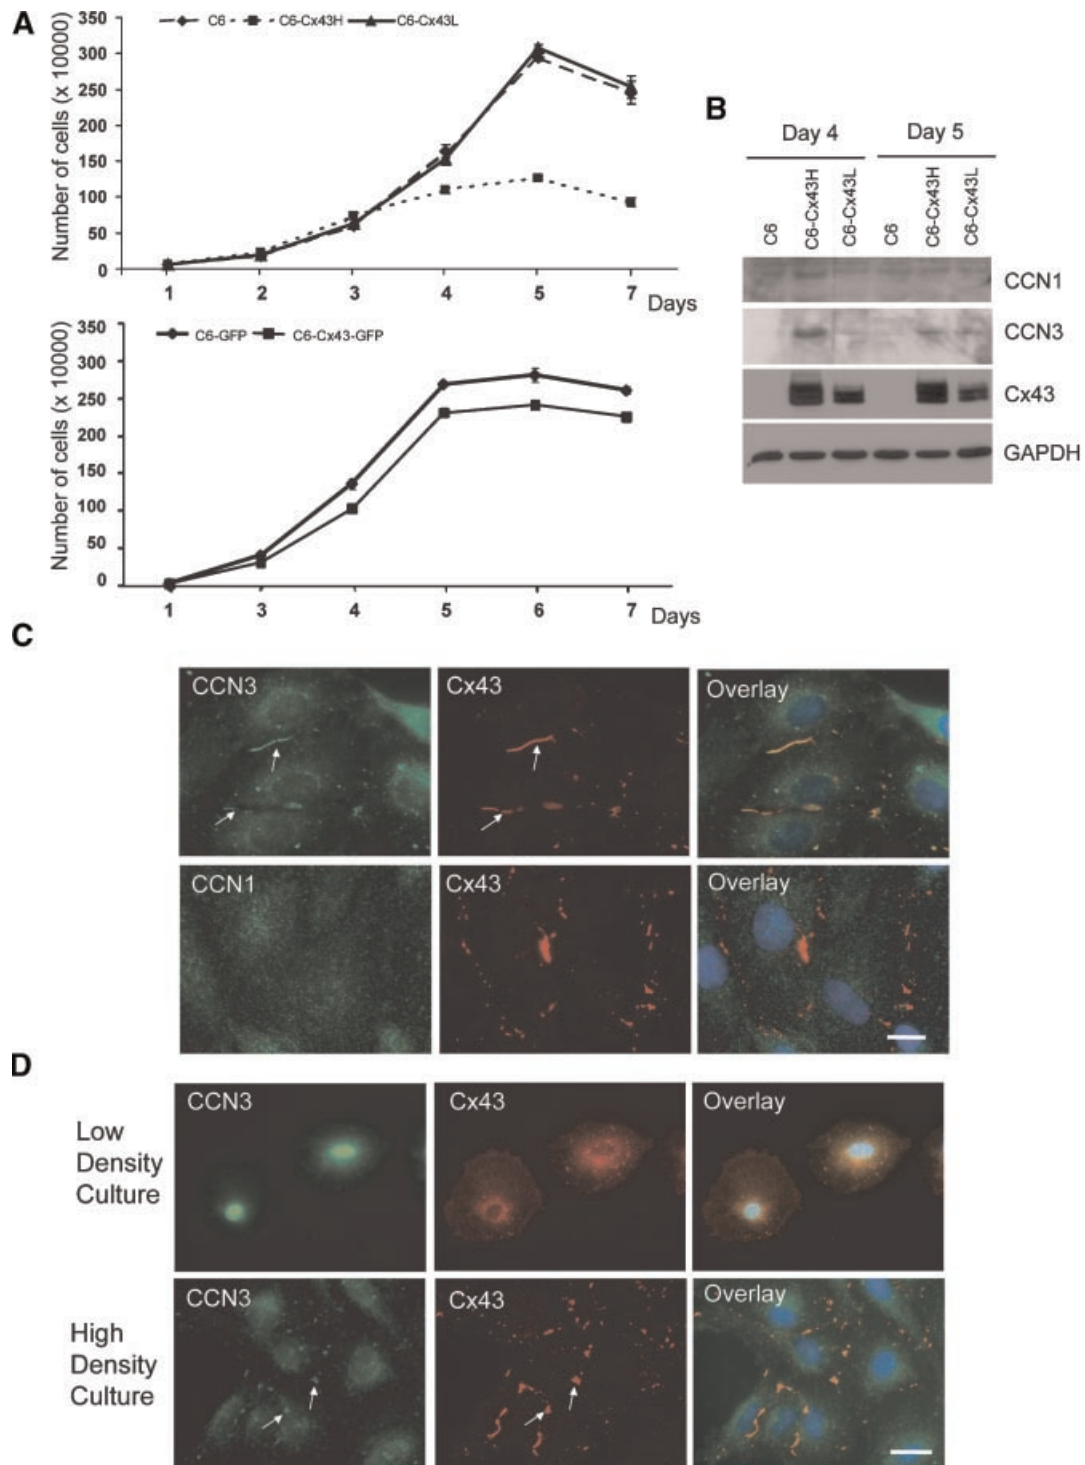 A
C6 C6-Cx43H C6-Cx43L
Number of cells (x 10000)
350
300
250
200
150
100
50
0
1 2 3 4 5 7 Days
C6-GFP C6-Cx43-GFP
Number of cells (x 10000)
350
300
250
200
150
100
50
0
1 3 4 5 6 7 Days
B
Day 4 Day 5
C6 C6-Cx43H C6-Cx43L C6 C6-Cx43H C6-Cx43L
CCN1
CCN3
Cx43
GAPDH
C
CCN3 Cx43 Overlay
CCN1 Cx43 Overlay
D
Low
Density
Culture
CCN3 Cx43 Overlay
High
Density
Culture
CCN3 Cx43 Overlay